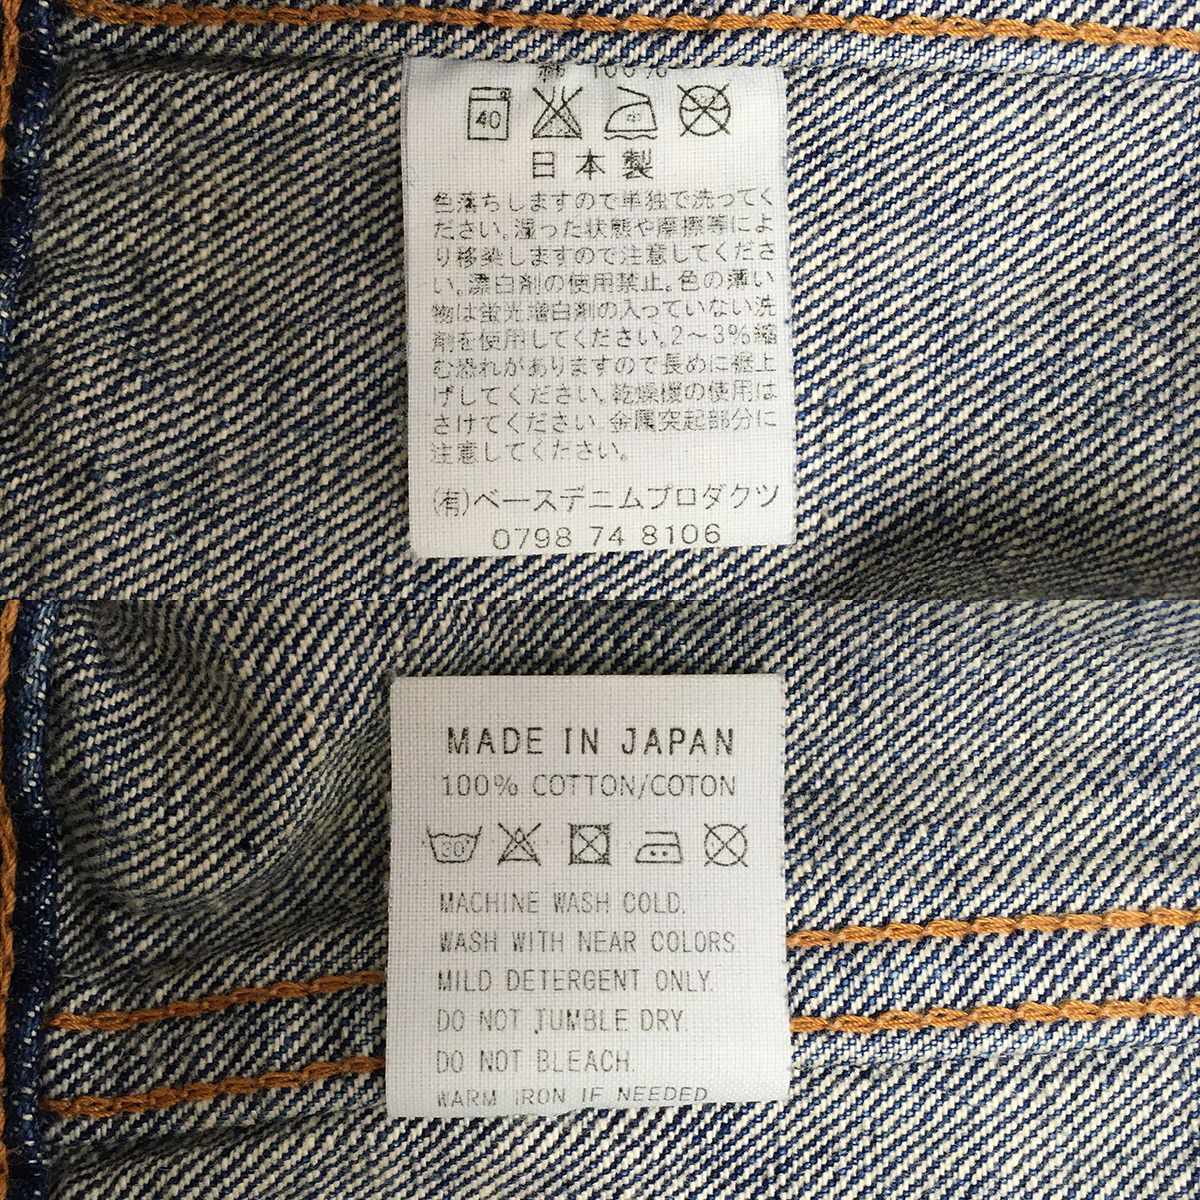 綿 100%
40
40
日本製
色落ちしますので単独で洗ってく
ださい。湿った状態や摩擦等によ
り移染しますので注意してくださ
い。漂白剤の使用禁止。色の薄い
物は蛍光増白剤の入っていない洗
剤を使用してください。2〜3%縮
む恐れがありますので長めに裾上
げしてください。乾燥機の使用は
さけてください。金属突起部分に
注意してください。
(有)ベースデニムプロダクツ
0798 74 8106
MADE IN JAPAN
100% COTTON/COTON
30
MACHINE WASH COLD.
WASH WITH NEAR COLORS.
MILD DETERGENT ONLY.
DO NOT TUMBLE DRY.
DO NOT BLEACH.
WARM IRON IF NEEDED.